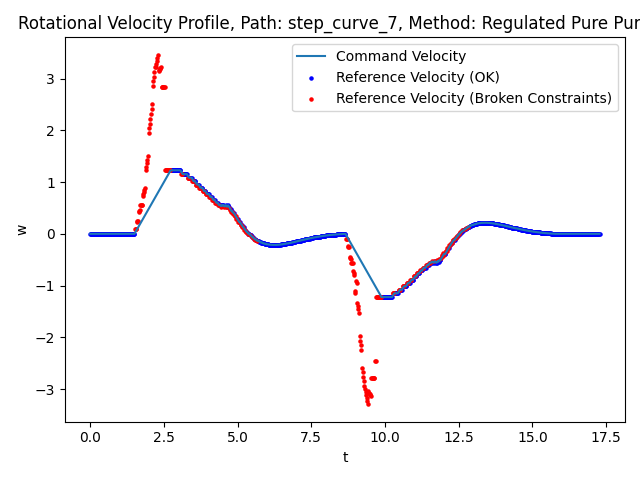 Rotational Velocity Profile, Path: step_curve_7, Method: Regulated Pure Pur
Command Velocity
Reference Velocity (OK)
Reference Velocity (Broken Constraints)
w
3
2
1
0
−1
−2
−3
0.0 2.5 5.0 7.5 10.0 12.5 15.0 17.5
t